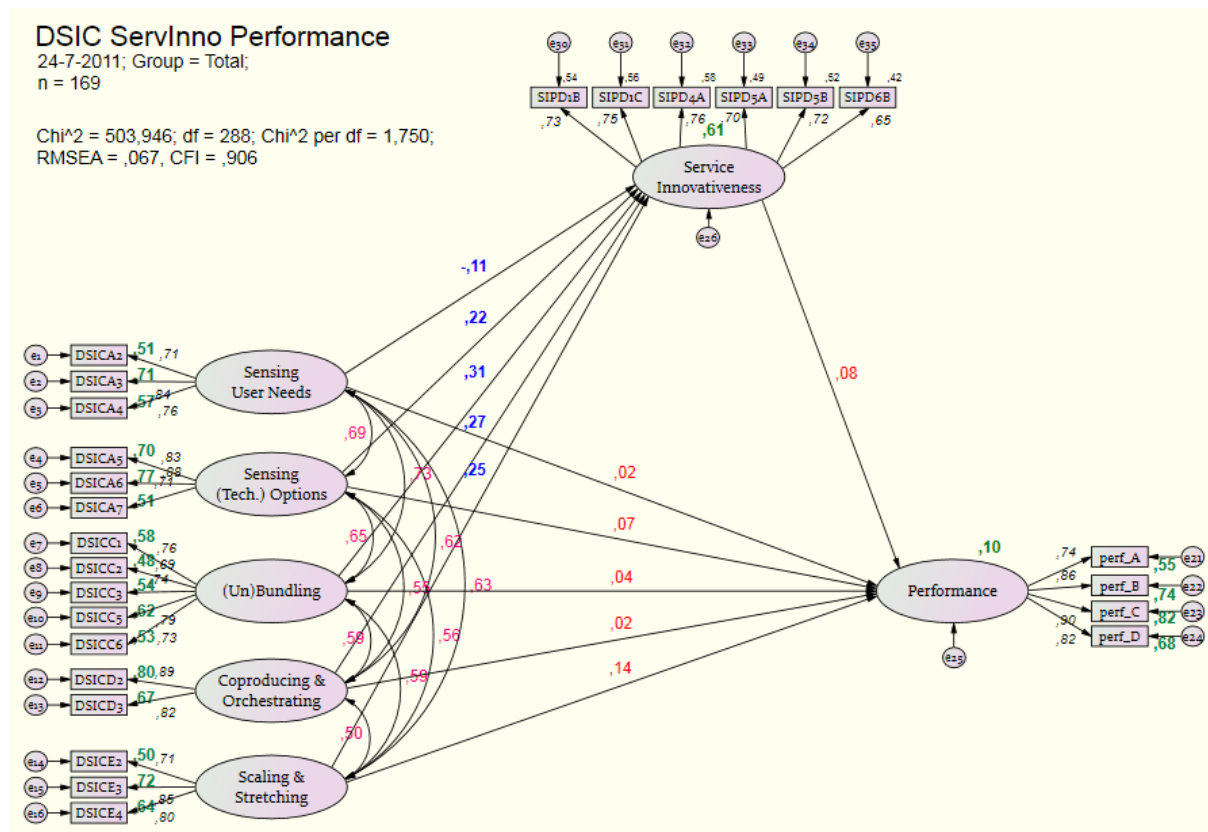 DSIC ServInno Performance
24-7-2011; Group = Total;
n = 169
Chi^2 = 503,946; df = 288; Chi^2 per df = 1,750;
RMSEA = ,067, CFI = ,906
e30 e31 e32 e33 e34 e35
,54 ,56 ,58 ,49 ,52 ,42
SIPD1B SIPD1C SIPD4A SIPD5A SIPD5B SIPD6B
,73 ,75 ,76 ,70 ,72 ,65
,61
Service
Innovativeness
e26
-,11
,22
,31
,27
,25
,08
e1 DSICA2 ,51 ,71
e2 DSICA3 ,71 ,84
e3 DSICA4 ,57 ,76
Sensing
User Needs
e4 DSICA5 ,70 ,83
e5 DSICA6 ,77 ,88
e6 DSICA7 ,51 ,71
Sensing
(Tech.) Options
e7 DSICC1 ,58 ,76
e8 DSICC2 ,48 ,69
e9 DSICC3 ,54 ,74
e10 DSICC5 ,62 ,79
e11 DSICC6 ,53 ,73
(Un)Bundling
e12 DSICD2 ,80 ,89
e13 DSICD3 ,67 ,82
Coproducing &
Orchestrating
e14 DSICE2 ,50 ,71
e15 DSICE3 ,72 ,85
e16 DSICE4 ,64 ,80
Scaling &
Stretching
,69
,73
,65
,62
,55
,63
,59
,56
,59
,50
,02
,07
,04
,02
,14
,10
Performance
e25
,74 perf_A e21
,55
,86 perf_B e22
,74
,90 perf_C e23
,82
,82 perf_D e24
,68